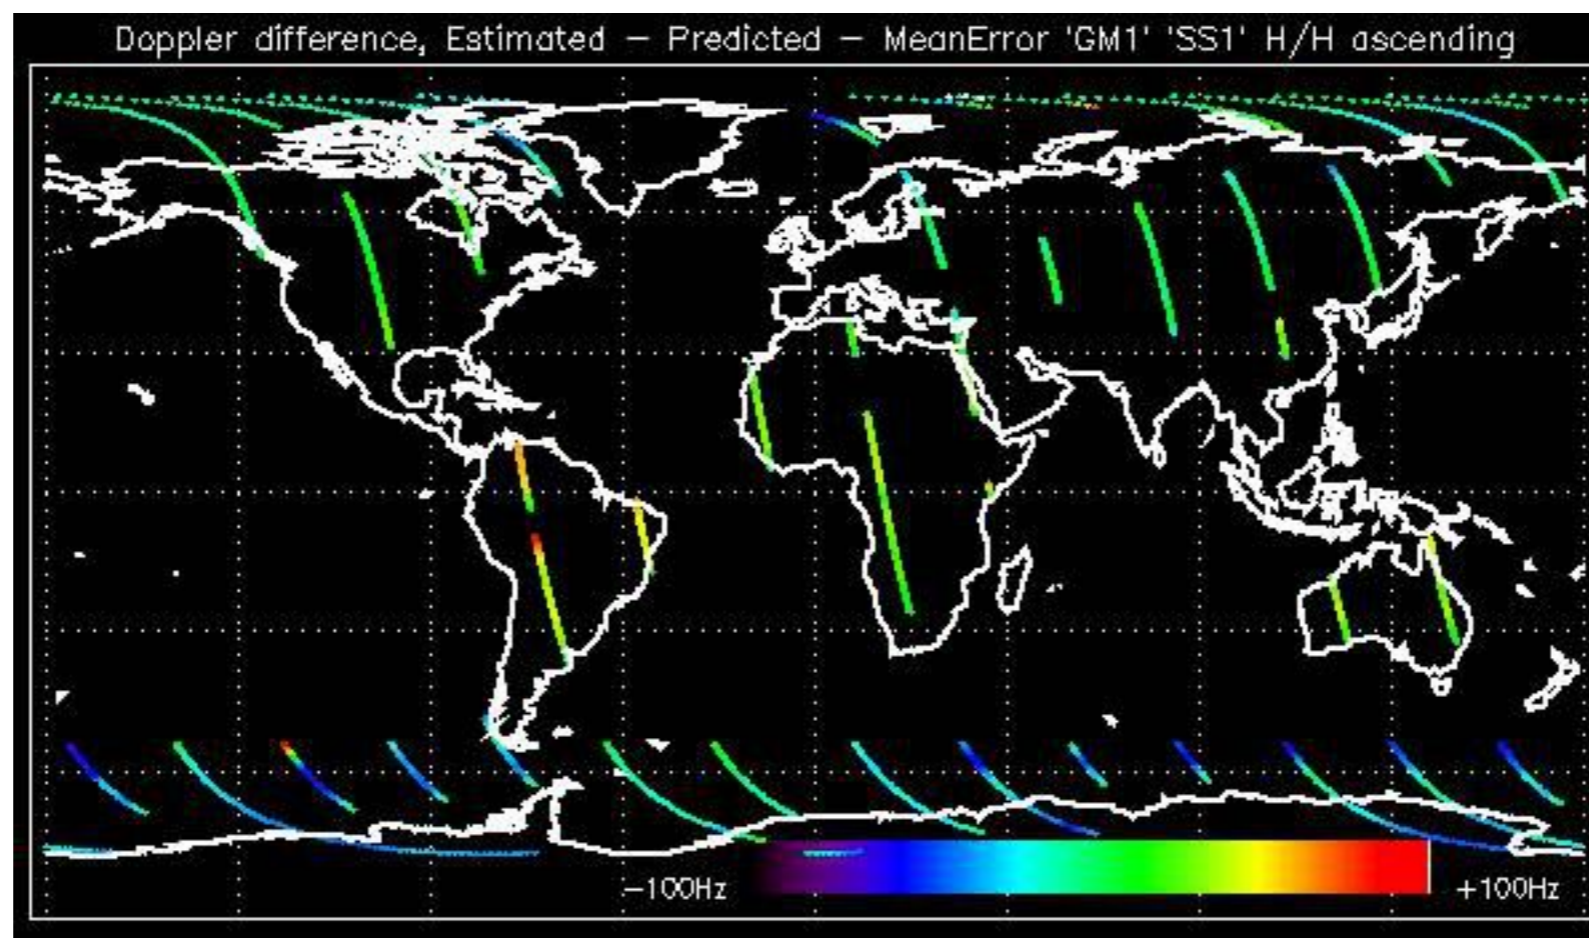 Doppler difference, Estimated – Predicted – MeanError 'GM1' 'SS1' H/H ascending
–100Hz +100Hz